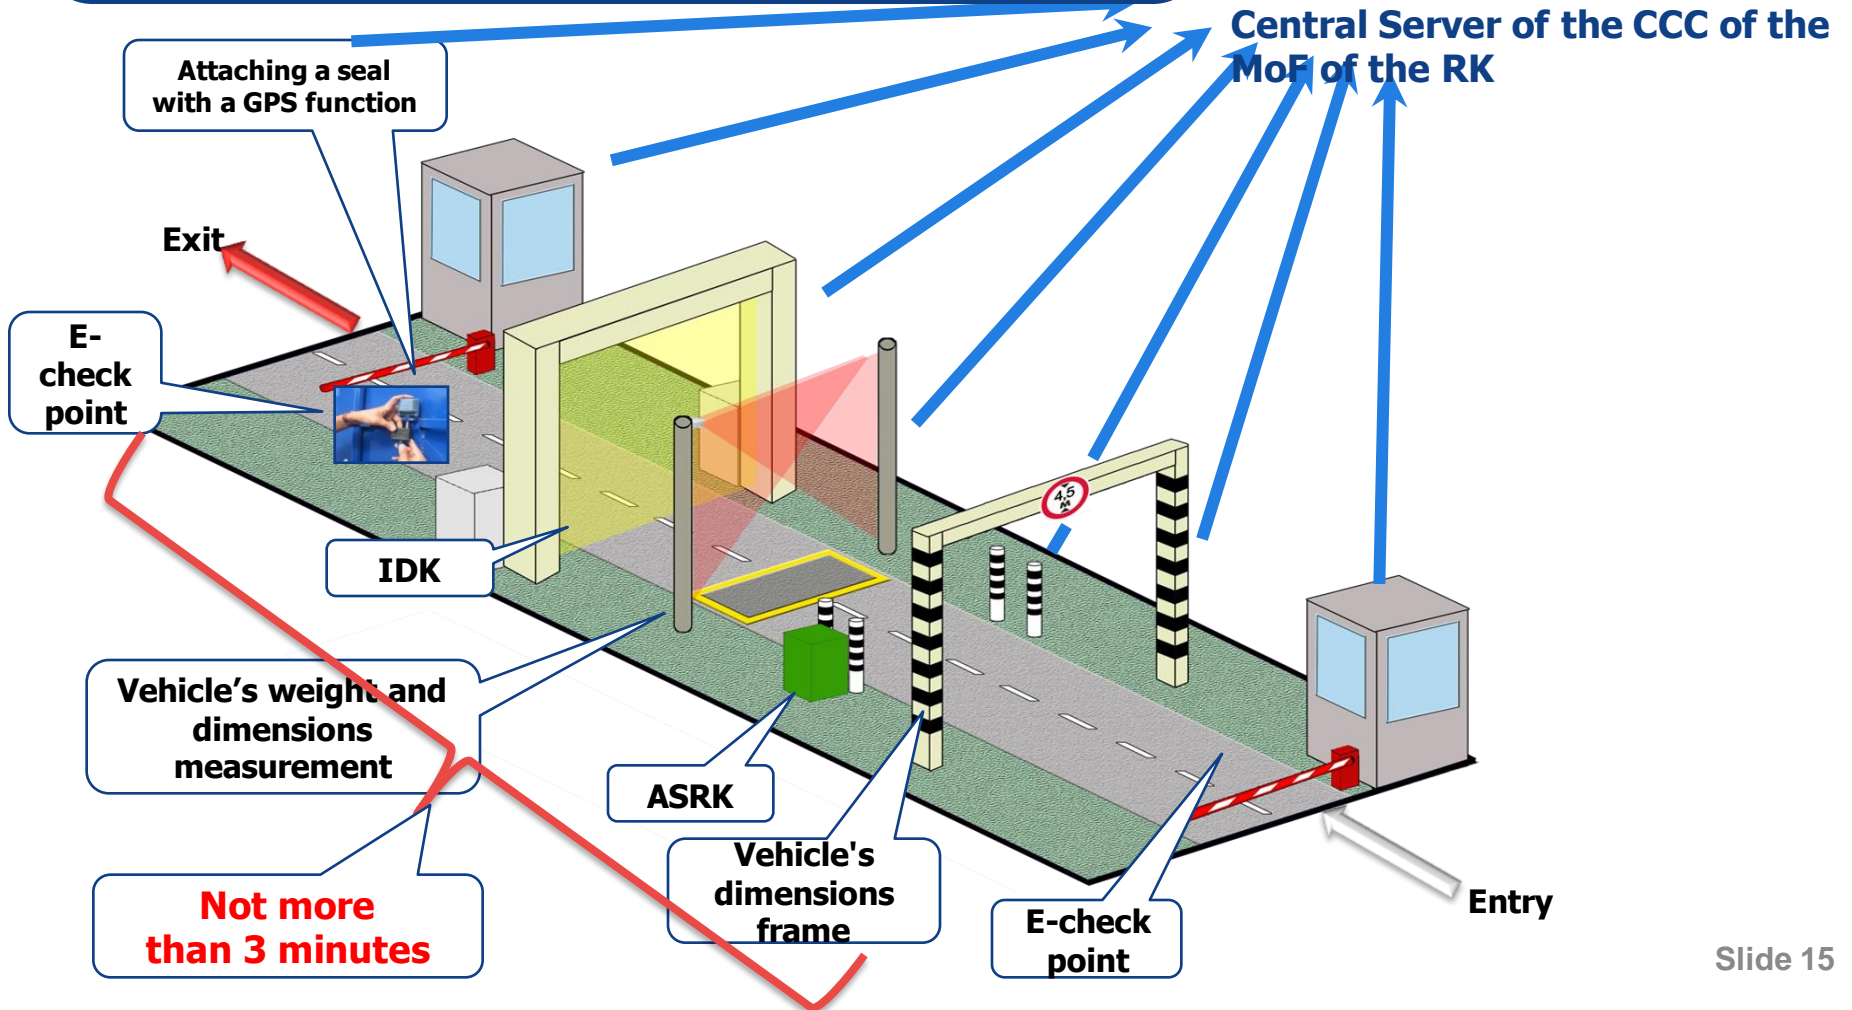 Central Server of the CCC of the
MoF of the RK
Attaching a seal
with a GPS function
Exit
E-
check
point
4,5
м
IDK
Vehicle’s weight and
dimensions
measurement
ASRK
Vehicle's
dimensions
frame
E-check
point
Entry
Not more
than 3 minutes
Slide 15